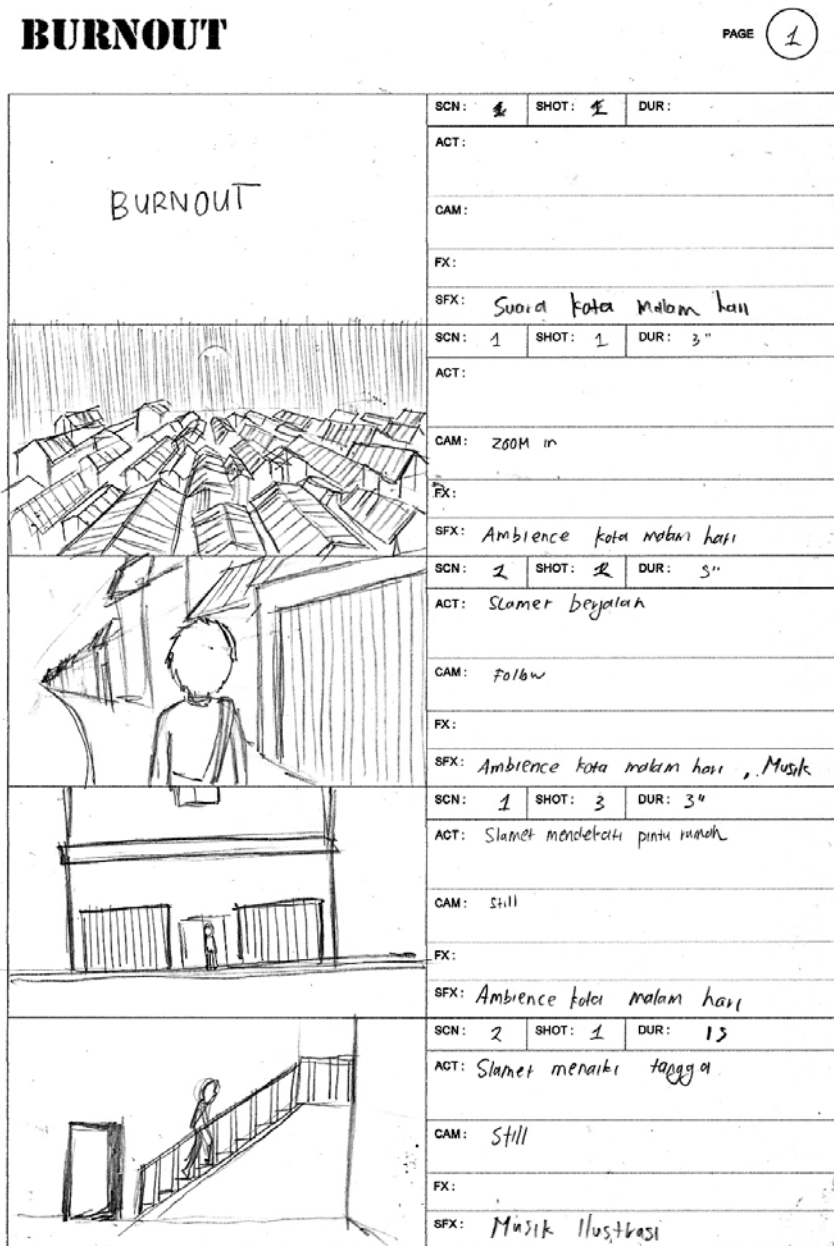 BURNOUT
PAGE 1
BURNOUT
SCN: 1 SHOT: 1 DUR:
ACT:
CAM:
FX:
SFX: Suara kota malam hari
SCN: 1 SHOT: 1 DUR: 3"
ACT:
CAM: ZOOM in
FX:
SFX: Ambience kota malam hari
SCN: SHOT: 2 DUR: 3"
ACT: Slamet berjalan
CAM: Follow
FX:
SFX: Ambience kota malam hari , Musik
SCN: 1 SHOT: 3 DUR: 3"
ACT: Slamet mendekati pintu rumah
CAM: Still
FX:
SFX: Ambience kota malam hari
SCN: 2 SHOT: 1 DUR:
ACT: Slamet menaiki tangga
CAM: Still
FX:
SFX: Musik Ilustrasi